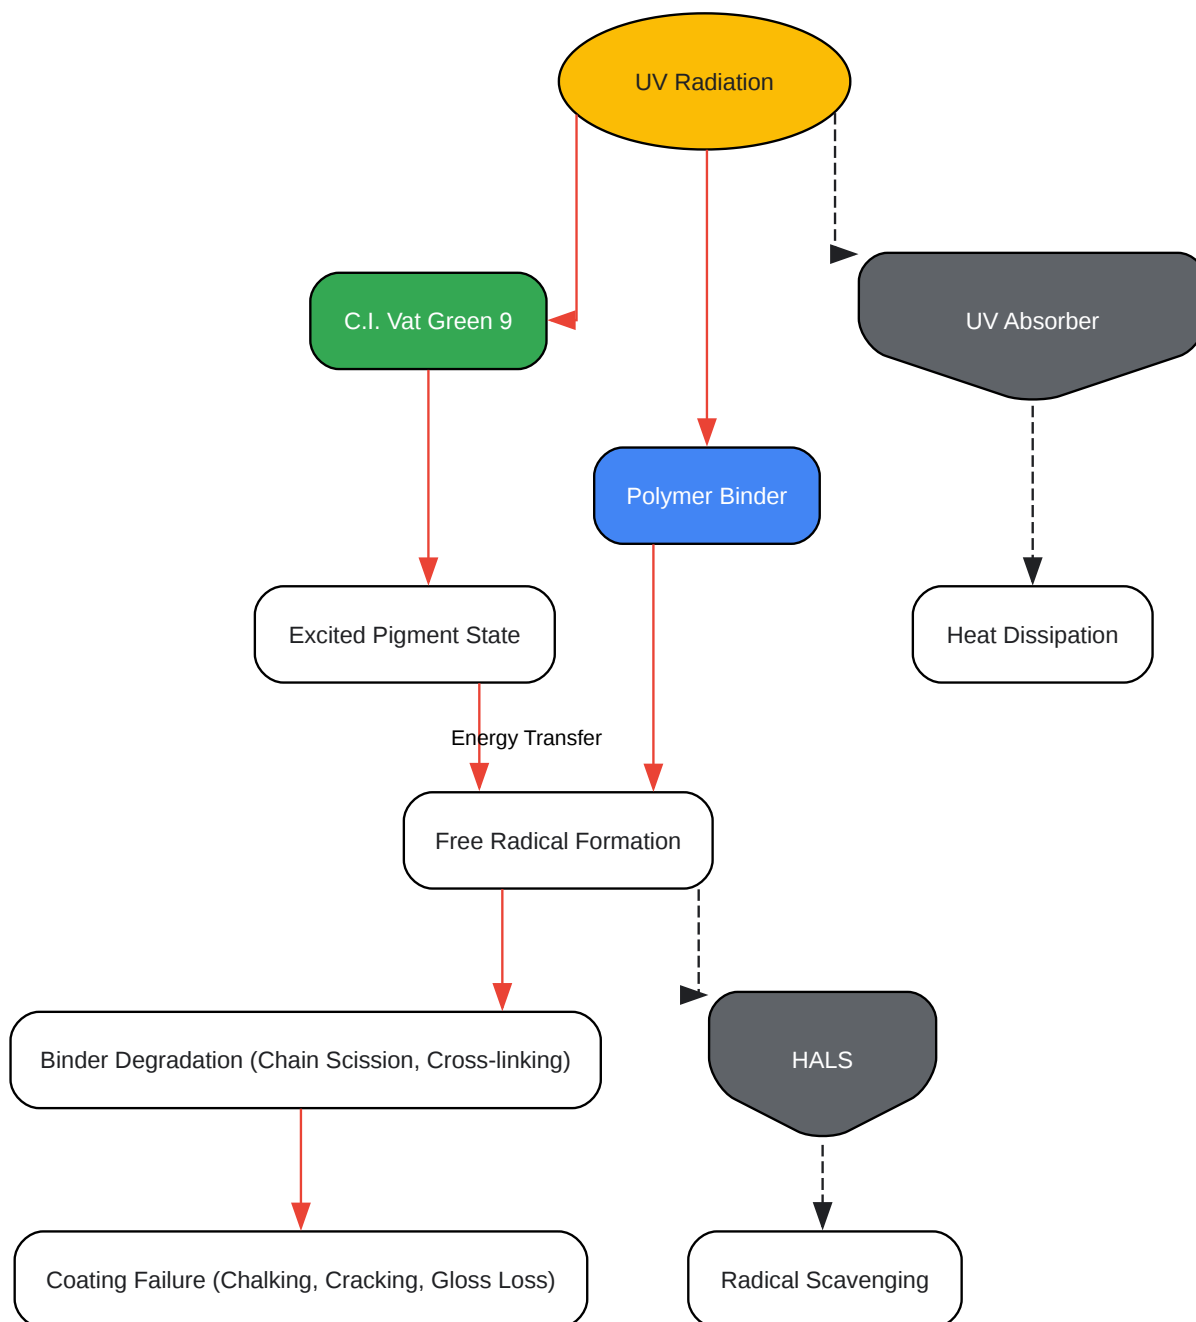 UV Radiation
C.I. Vat Green 9
UV Absorber
Polymer Binder
Excited Pigment State
Heat Dissipation
Energy Transfer
Free Radical Formation
Binder Degradation (Chain Scission, Cross-linking)
HALS
Coating Failure (Chalking, Cracking, Gloss Loss)
Radical Scavenging